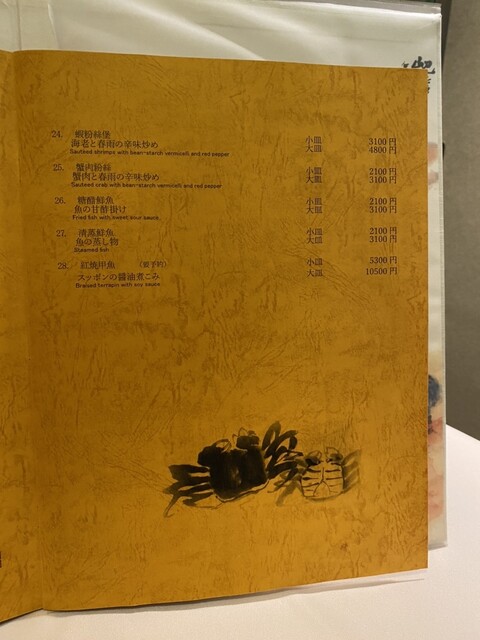 24. 蝦粉絲堡
海老と春雨の辛味炒め 小皿 3100円
Sauteed shrimps with bean-starch vermicelli and red pepper 大皿 4800円
25. 蟹肉粉絲
蟹肉と春雨の辛味炒め 小皿 2100円
Sauteed crab with bean-starch vermicelli and red pepper 大皿 3100円
26. 糖醋鮮魚
魚の甘酢掛け 小皿 2100円
Fried fish with sweet sour sauce 大皿 3100円
27. 清蒸鮮魚
魚の蒸し物 小皿 2100円
Steamed fish 大皿 3100円
28. 紅焼甲魚 (要予約) 小皿 5300円
スッポンの醤油煮こみ 大皿 10500円
Braised terrapin with soy sauce